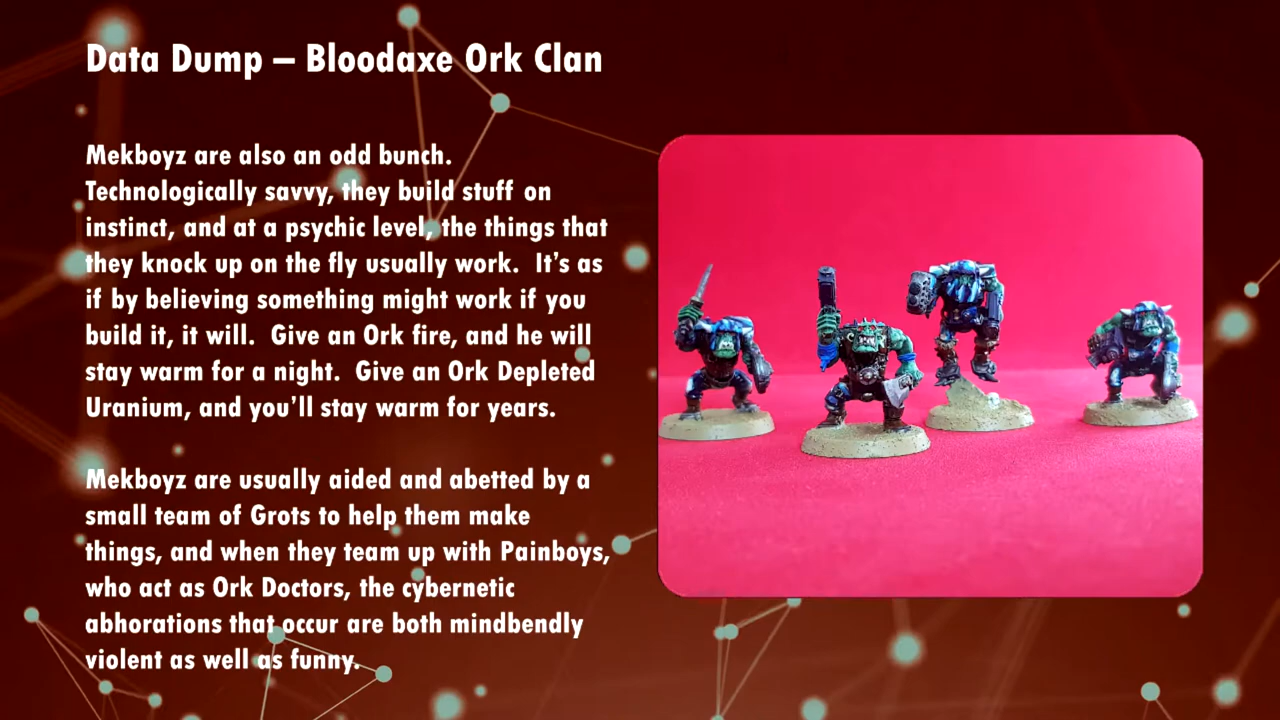 Data Dump – Bloodaxe Ork Clan
Mekboyz are also an odd bunch.
Technologically savvy, they build stuff on
instinct, and at a psychic level, the things that
they knock up on the fly usually work.  It’s as
if by believing something might work if you
build it, it will.  Give an Ork fire, and he will
stay warm for a night.  Give an Ork Depleted
Uranium, and you’ll stay warm for years.
Mekboyz are usually aided and abetted by a
small team of Grots to help them make
things, and when they team up with Painboys,
who act as Ork Doctors, the cybernetic
abhorations that occur are both mindbendly
violent as well as funny.